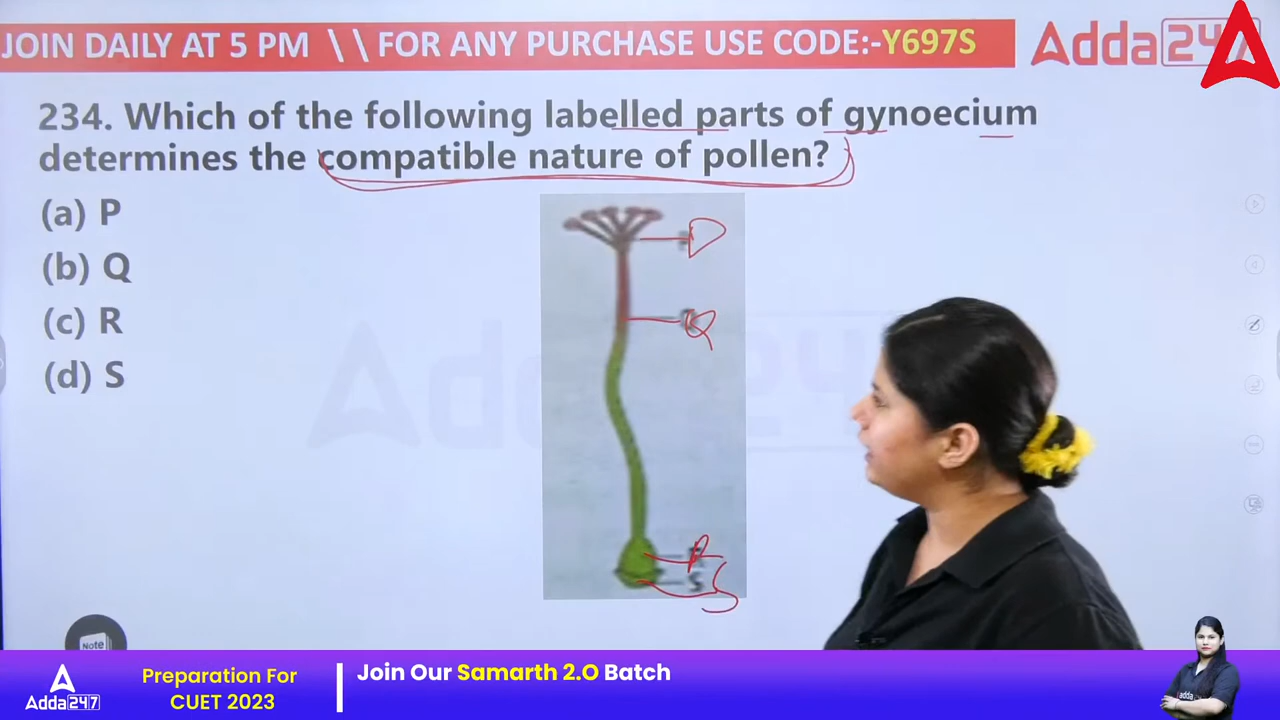 JOIN DAILY AT 5 PM \\ FOR ANY PURCHASE USE CODE:-Y697S
Adda247
234. Which of the following labelled parts of gynoecium
determines the compatible nature of pollen?
(a) P
(b) Q
(c) R
(d) S
P
Q
R
S
Note
Adda247
Preparation For
CUET 2023
Join Our Samarth 2.O Batch